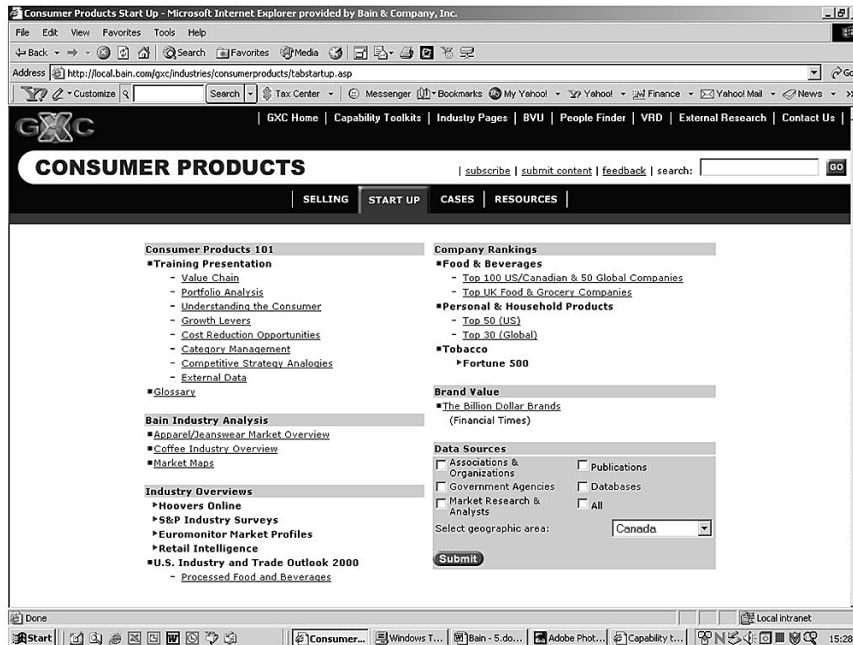 Consumer Products Start Up - Microsoft Internet Explorer provided by Bain & Company, Inc.
File Edit View Favorites Tools Help
Back Search Favorites Media
Address http://local.bain.com/gxc/industries/consumerproducts/tabstartup.asp Go
Customize Search Tax Center Messenger Bookmarks My Yahoo! Yahoo! Finance Yahoo! Mail News
GXC
| GXC Home | Capability Toolkits | Industry Pages | BVU | People Finder | VRD | External Research | Contact Us |
CONSUMER PRODUCTS
| subscribe | submit content | feedback | search: GO
| SELLING | START UP | CASES | RESOURCES |
Consumer Products 101
Training Presentation
- Value Chain
- Portfolio Analysis
- Understanding the Consumer
- Growth Levers
- Cost Reduction Opportunities
- Category Management
- Competitive Strategy Analogies
- External Data
Glossary
Bain Industry Analysis
Apparel/Jeanswear Market Overview
Coffee Industry Overview
Market Maps
Industry Overviews
Hoovers Online
S&P Industry Surveys
Euromonitor Market Profiles
Retail Intelligence
U.S. Industry and Trade Outlook 2000
- Processed Food and Beverages
Company Rankings
Food & Beverages
- Top 100 US/Canadian & 50 Global Companies
- Top UK Food & Grocery Companies
Personal & Household Products
- Top 50 (US)
- Top 30 (Global)
Tobacco
Fortune 500
Brand Value
The Billion Dollar Brands
(Financial Times)
Data Sources
Associations &
Organizations
Publications
Government Agencies
Databases
Market Research &
Analysts
All
Select geographic area: Canada
Submit
Done Local intranet
Start Consumer... Windows T... Bain - 5.do... Adobe Phot... Capability t... 15:28